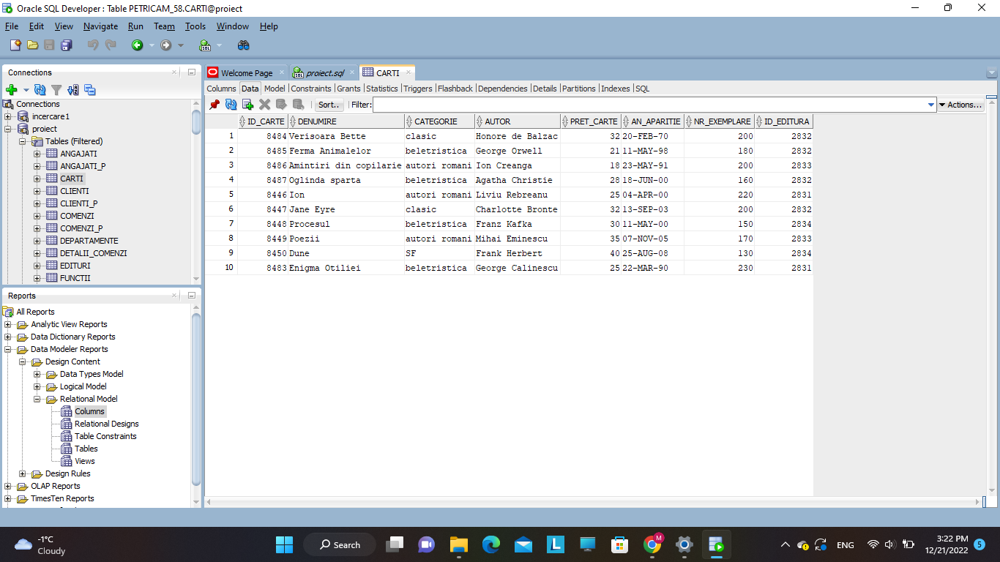 Oracle SQL Developer : Table PETRICAM_58.CARTI@proiect
File Edit View Navigate Run Team Tools Window Help
Connections
Connections
incercare1
proiect
Tables (Filtered)
ANGAJATI
ANGAJATI_P
CARTI
CLIENTI
CLIENTI_P
COMENZI
COMENZI_P
DEPARTAMENTE
DETALII_COMENZI
EDITURI
FUNCTII
Reports
All Reports
Analytic View Reports
Data Dictionary Reports
Data Modeler Reports
Design Content
Data Types Model
Logical Model
Relational Model
Columns
Relational Designs
Table Constraints
Tables
Views
Design Rules
OLAP Reports
TimesTen Reports
Welcome Page proiect.sql CARTI
Columns Data Model Constraints Grants Statistics Triggers Flashback Dependencies Details Partitions Indexes SQL
Sort.. Filter: Actions...
ID_CARTE DENUMIRE CATEGORIE AUTOR PRET_CARTE AN_APARITIE NR_EXEMPLARE ID_EDITURA
1 8484 Verisoara Bette clasic Honore de Balzac 32 20-FEB-70 200 2832
2 8485 Ferma Animalelor beletristica George Orwell 21 11-MAY-98 180 2832
3 8486 Amintiri din copilarie autori romani Ion Creanga 18 23-MAY-91 200 2833
4 8487 Oglinda sparta beletristica Agatha Christie 28 18-JUN-00 160 2832
5 8446 Ion autori romani Liviu Rebreanu 25 04-APR-00 220 2831
6 8447 Jane Eyre clasic Charlotte Bronte 32 13-SEP-03 200 2832
7 8448 Procesul beletristica Franz Kafka 30 11-MAY-00 150 2834
8 8449 Poezii autori romani Mihai Eminescu 35 07-NOV-05 170 2833
9 8450 Dune SF Frank Herbert 40 25-AUG-08 130 2834
10 8483 Enigma Otiliei beletristica George Calinescu 25 22-MAR-90 230 2831
-1°C
Cloudy
Search
L
M
ENG
3:22 PM
12/21/2022
5